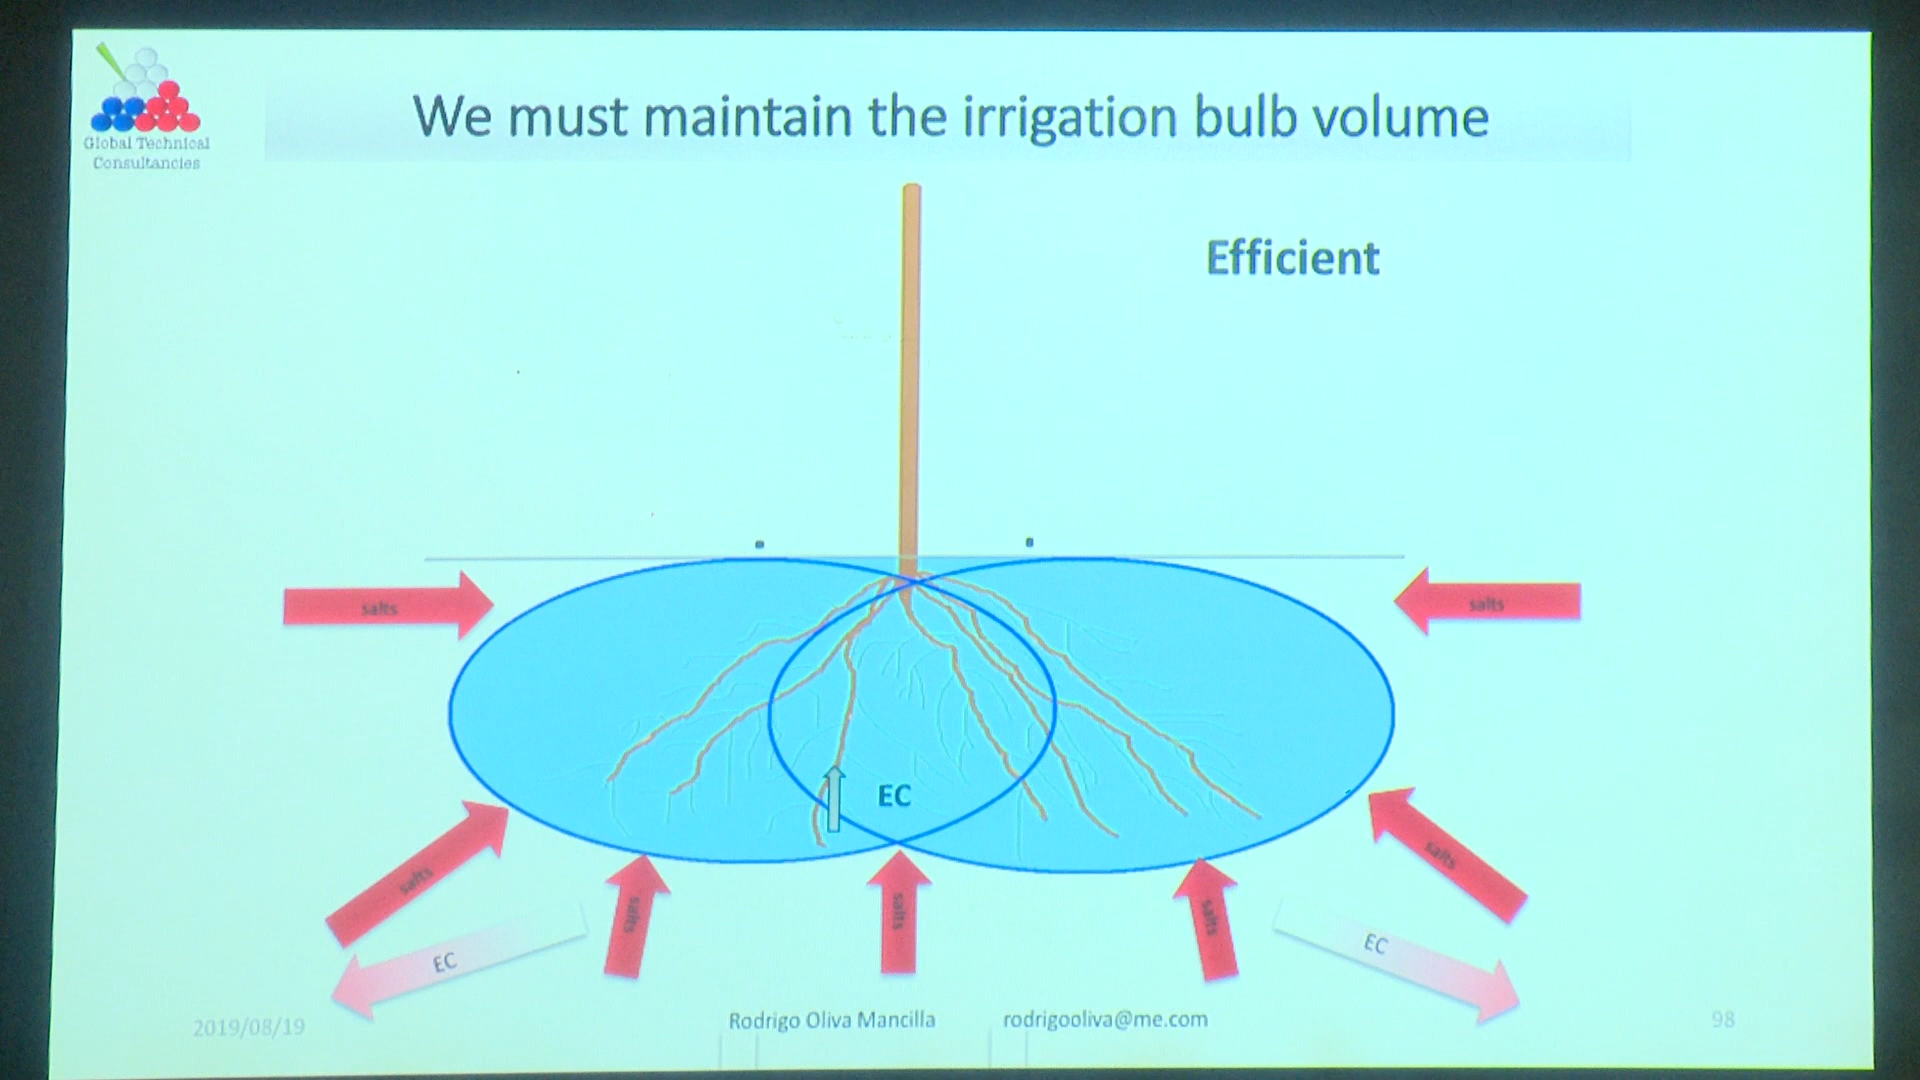 Global Technical
Consultancies
We must maintain the irrigation bulb volume
Efficient
salts
salts
EC
salts
salts
salts
salts
salts
EC
EC
2019/08/19
Rodrigo Oliva Mancilla
rodrigooliva@me.com
98